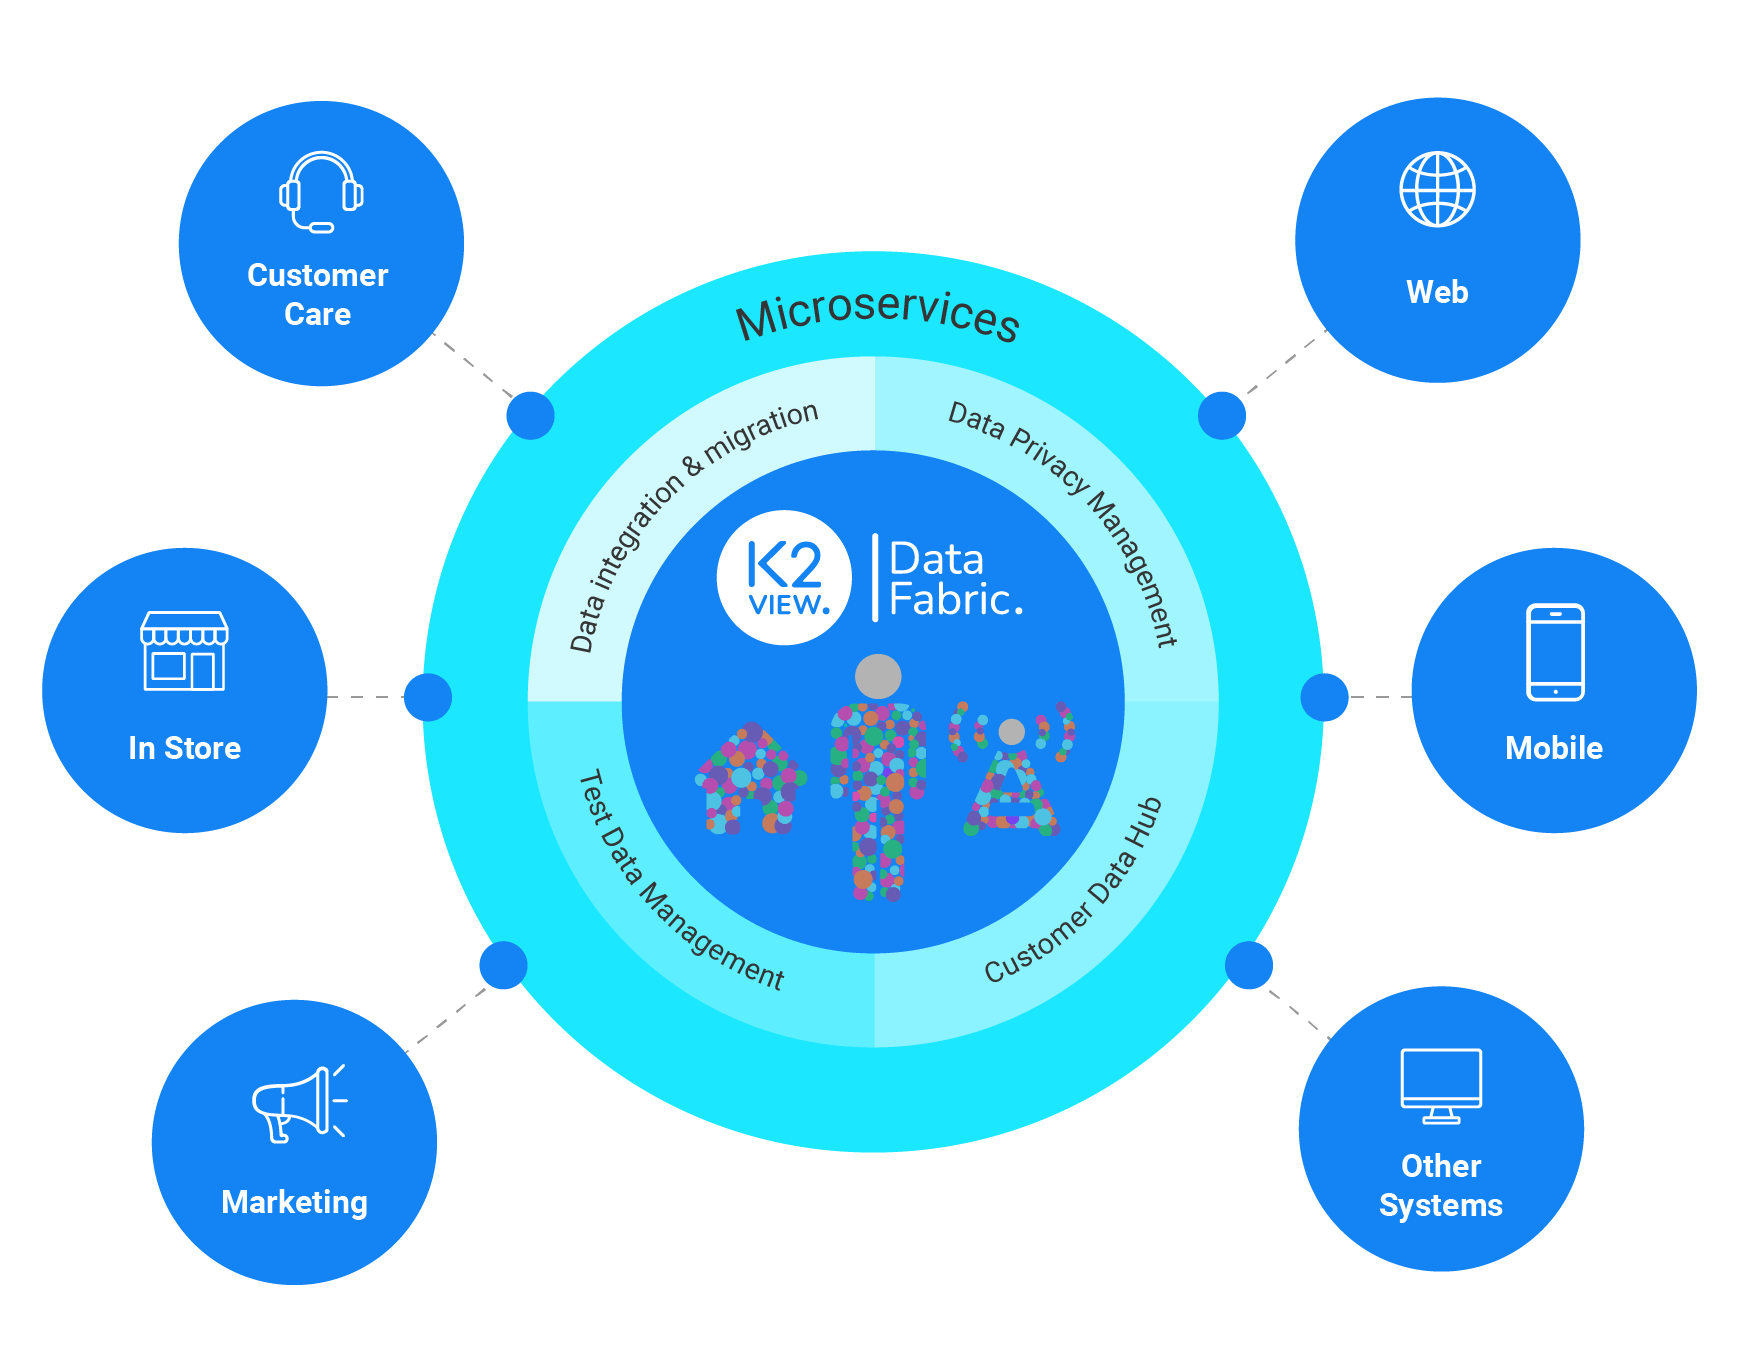 Customer
Care
Web
Microservices
Data integration & migration
Data Privacy Management
K2
VIEW.
Data
Fabric.
In Store
Mobile
Test Data Management
Customer Data Hub
Marketing
Other
Systems